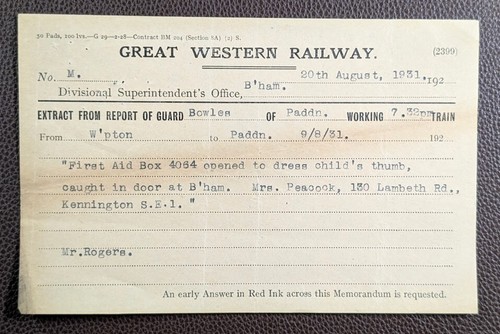 50 Pads, 100 lvs.—G 29—1-28—Contract BM 204 (Section 8A) (2) S.
GREAT WESTERN RAILWAY.
(2399)
No. M. 20th August, 1931. 192
Divisional Superintendent's Office, B'ham.
EXTRACT FROM REPORT OF GUARD Bowles OF Paddn. WORKING 7.32pm TRAIN
From W'pton to Paddn. 9/8/31. 192
"First Aid Box 4064 opened to dress child's thumb,
caught in door at B'ham. Mrs. Peacock, 130 Lambeth Rd.,
Kennington S.E.1. "
Mr.Rogers.
An early Answer in Red Ink across this Memorandum is requested.